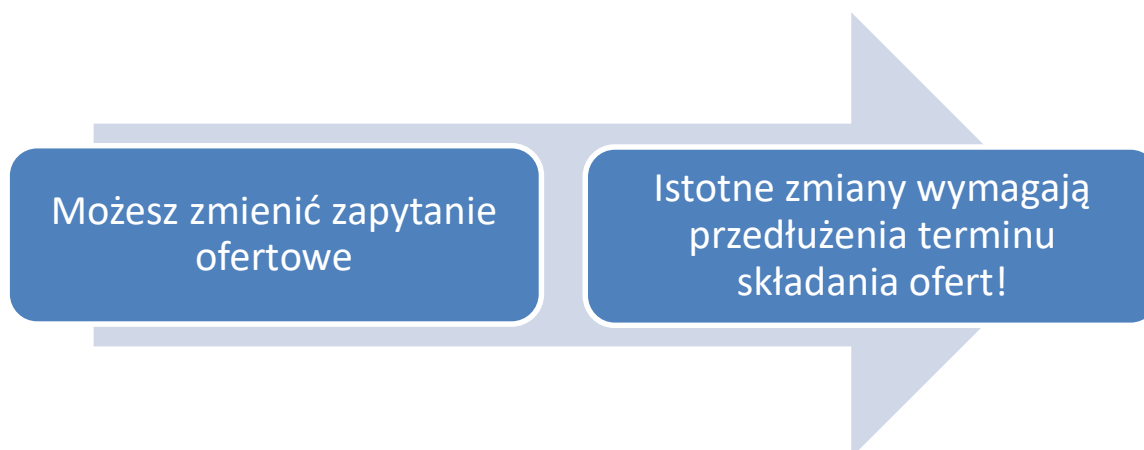 Możesz zmienić zapytanie
ofertowe
Istotne zmiany wymagają
przedłużenia terminu
składania ofert!